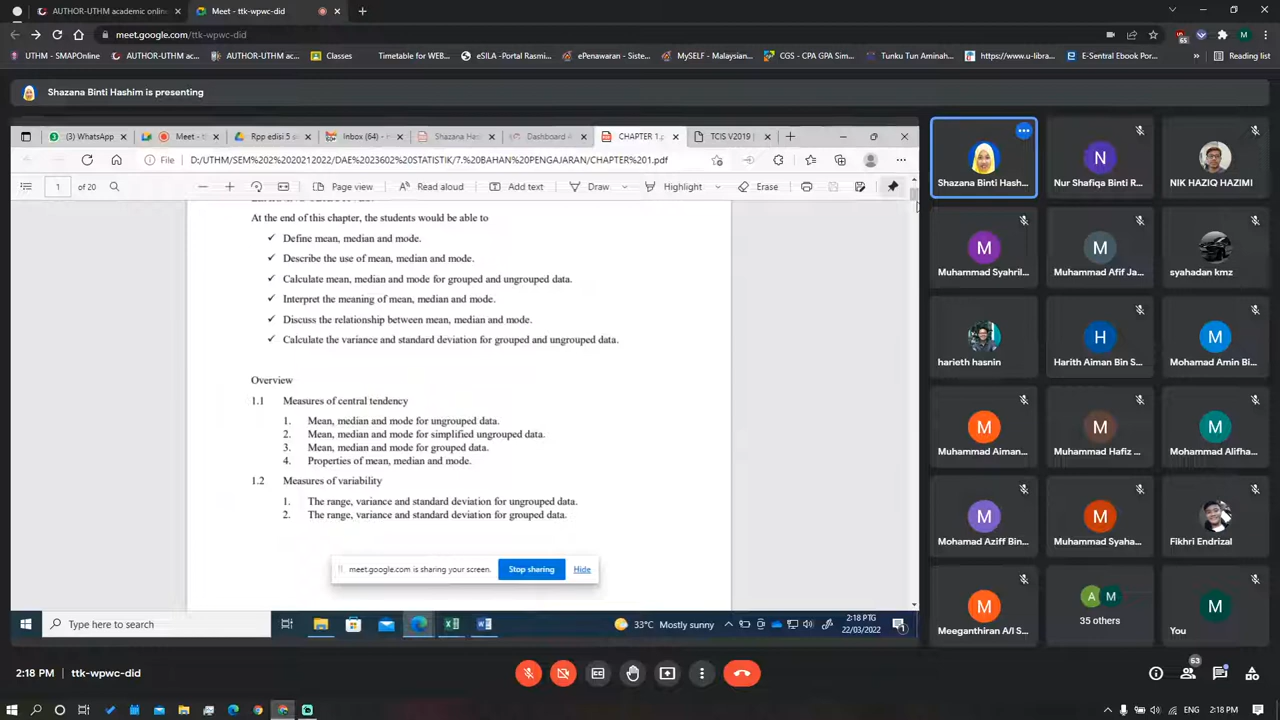 AUTHOR-UTHM academic online
Meet - ttk-wpwc-did
meet.google.com/ttk-wpwc-did
UTHM - SMAPOnline
AUTHOR-UTHM ac...
AUTHOR-UTHM ac...
Classes
Timetable for WEB...
eSILA -Portal Rasmi...
ePenawaran - Siste...
MySELF - Malaysian...
CGS - CPA GPA Sim...
Tunku Tun Aminah...
https://www.u-libra...
E-Sentral Ebook Por...
Reading list
Shazana Binti Hashim is presenting
(3) WhatsApp
Meet - tt
Rpp edisi 5
Inbox (64) - 
Shazana Has
Dashboard
CHAPTER 1.p
TCIS V2019
File
D:/UTHM/SEM%202%2020212022/DAE%2023602%20STATISTIK/7.%20BAHAN%20PENGAJARAN/CHAPTER%201.pdf
1
of 20
Page view
Read aloud
Add text
Draw
Highlight
Erase
At the end of this chapter, the students would be able to
✓ Define mean, median and mode.
✓ Describe the use of mean, median and mode.
✓ Calculate mean, median and mode for grouped and ungrouped data.
✓ Interpret the meaning of mean, median and mode.
✓ Discuss the relationship between mean, median and mode.
✓ Calculate the variance and standard deviation for grouped and ungrouped data.
Overview
1.1 Measures of central tendency
1. Mean, median and mode for ungrouped data.
2. Mean, median and mode for simplified ungrouped data.
3. Mean, median and mode for grouped data.
4. Properties of mean, median and mode.
1.2 Measures of variability
1. The range, variance and standard deviation for ungrouped data.
2. The range, variance and standard deviation for grouped data.
meet.google.com is sharing your screen.
Stop sharing
Hide
Type here to search
33°C Mostly sunny
2:18 PTG
22/03/2022
Shazana Binti Hash...
N
Nur Shafiqa Binti R...
NIK HAZIQ HAZIMI
M
Muhammad Syahril...
M
Muhammad Afif Ja...
syahadan kmz
harieth hasnin
H
Harith Aiman Bin S...
M
Mohamad Amin Bi...
M
Muhammad Aiman...
M
Muhammad Hafiz ...
M
Mohamad Alifha...
M
Mohamad Aziff Bin...
M
Muhammad Syaha...
Fikhri Endrizal
M
Meeganthiran A/l S...
A M
35 others
M
You
2:18 PM
ttk-wpwc-did
63
ENG
2:18 PM